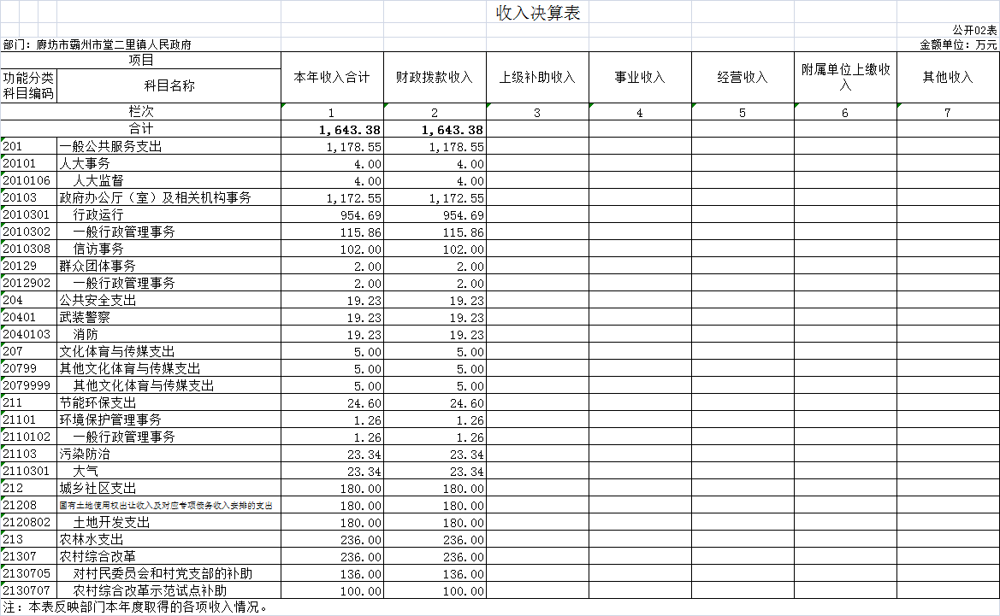 收入决算表
公开02表
部门：廊坊市霸州市堂二里镇人民政府 金额单位：万元
项目 本年收入合计 财政拨款收入 上级补助收入 事业收入 经营收入 附属单位上缴收入 其他收入
功能分类科目编码 科目名称
栏次 1 2 3 4 5 6 7
合计 1,643.38 1,643.38
201 一般公共服务支出 1,178.55 1,178.55
20101 人大事务 4.00 4.00
2010106 人大监督 4.00 4.00
20103 政府办公厅（室）及相关机构事务 1,172.55 1,172.55
2010301 行政运行 954.69 954.69
2010302 一般行政管理事务 115.86 115.86
2010308 信访事务 102.00 102.00
20129 群众团体事务 2.00 2.00
2012902 一般行政管理事务 2.00 2.00
204 公共安全支出 19.23 19.23
20401 武装警察 19.23 19.23
2040103 消防 19.23 19.23
207 文化体育与传媒支出 5.00 5.00
20799 其他文化体育与传媒支出 5.00 5.00
2079999 其他文化体育与传媒支出 5.00 5.00
211 节能环保支出 24.60 24.60
21101 环境保护管理事务 1.26 1.26
2110102 一般行政管理事务 1.26 1.26
21103 污染防治 23.34 23.34
2110301 大气 23.34 23.34
212 城乡社区支出 180.00 180.00
21208 国有土地使用权出让收入及对应专项债务收入安排的支出 180.00 180.00
2120802 土地开发支出 180.00 180.00
213 农林水支出 236.00 236.00
21307 农村综合改革 236.00 236.00
2130705 对村民委员会和村党支部的补助 136.00 136.00
2130707 农村综合改革示范试点补助 100.00 100.00
注：本表反映部门本年度取得的各项收入情况。